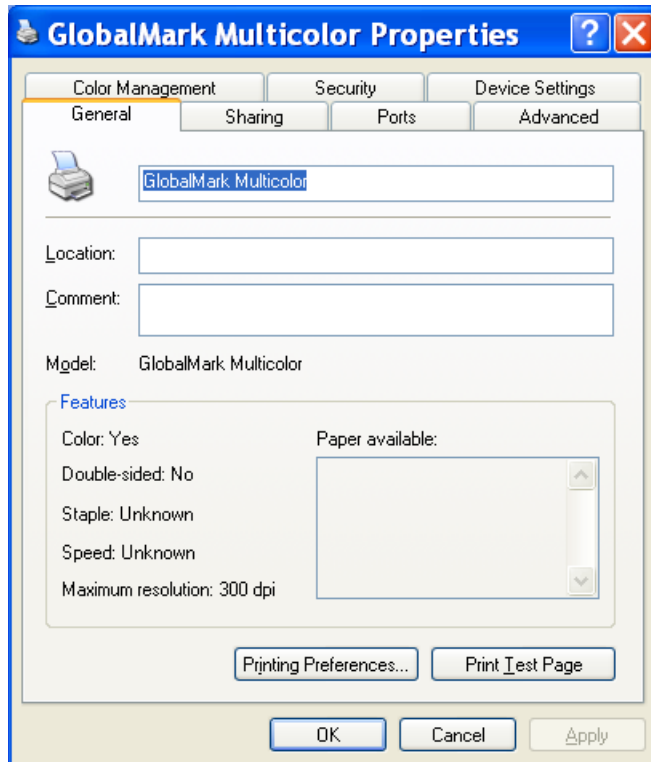 GlobalMark Multicolor Properties
Color Management Security Device Settings
General Sharing Ports Advanced
GlobalMark Multicolor
Location:
Comment:
Model: GlobalMark Multicolor
Features
Color: Yes Paper available:
Double-sided: No
Staple: Unknown
Speed: Unknown
Maximum resolution: 300 dpi
Printing Preferences... Print Test Page
OK Cancel Apply